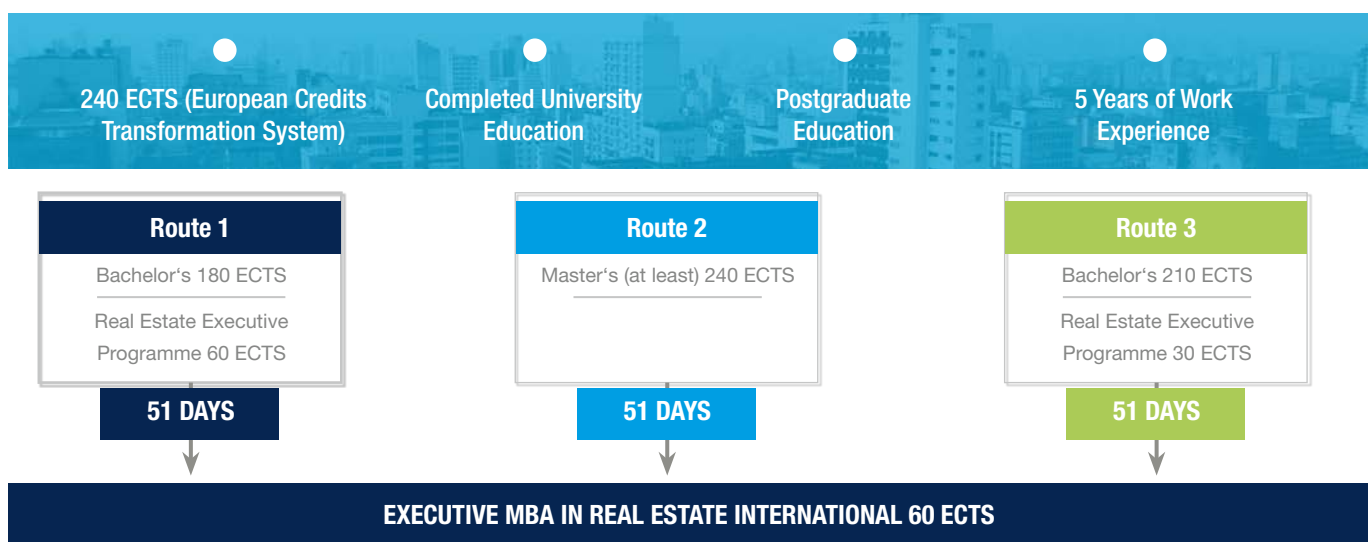 240 ECTS (European Credits
Transformation System)
Completed University
Education
Postgraduate
Education
5 Years of Work
Experience
Route 1
Bachelor‘s 180 ECTS
Real Estate Executive
Programme 60 ECTS
51 DAYS
Route 2
Master's (at least) 240 ECTS
51 DAYS
Route 3
Bachelor's 210 ECTS
Real Estate Executive
Programme 30 ECTS
51 DAYS
EXECUTIVE MBA IN REAL ESTATE INTERNATIONAL 60 ECTS